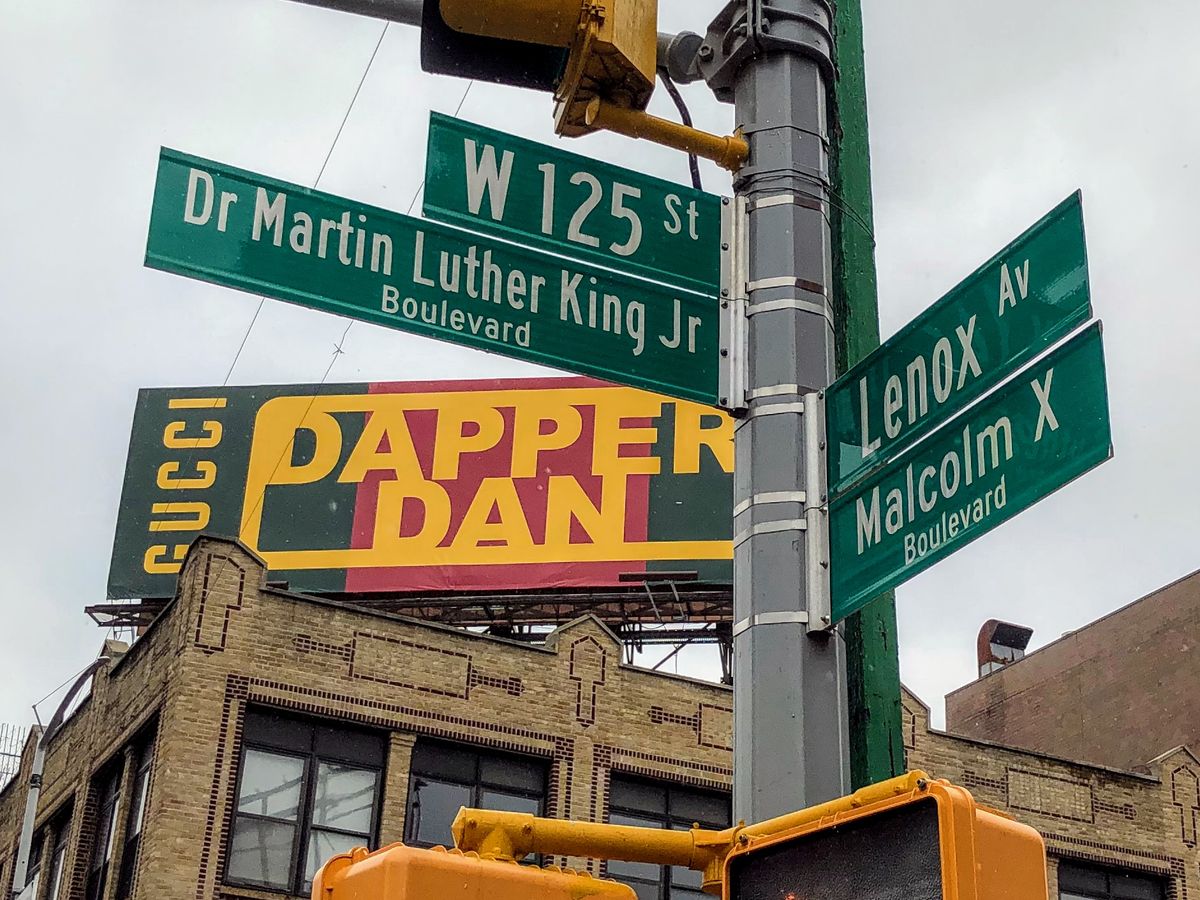 W 125 St
Dr Martin Luther King Jr
Boulevard
Lenox Av
Malcolm X
Boulevard
GUCCI
DAPPER
DAN